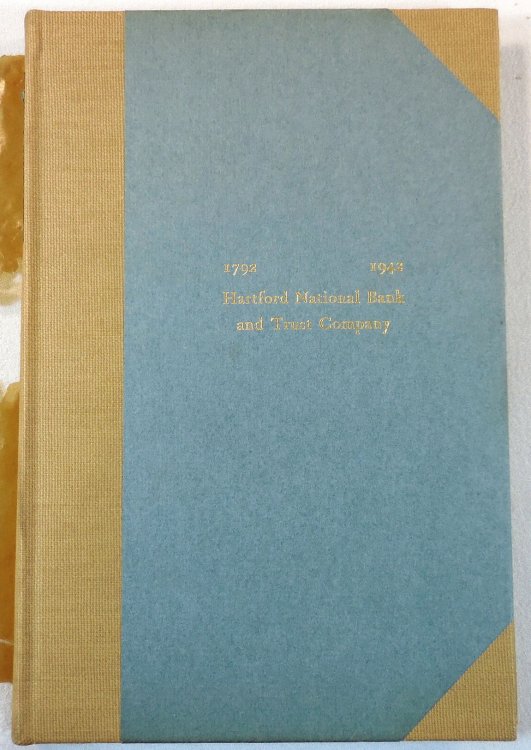 1792 1942
Hartford National Bank
and Trust Company